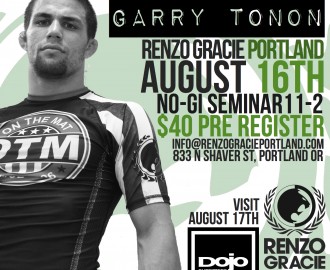 GARRY TONON
RENZO GRACIE PORTLAND
AUGUST 16TH
NO-GI SEMINAR 11-2
$40 PRE REGISTER
INFO@RENZOGRACIEPORTLAND.COM
833 N SHAVER ST, PORTLAND OR
ON THE MAT
OTM
VISIT
AUGUST 17TH
DOJO
RENZO
GRACIE